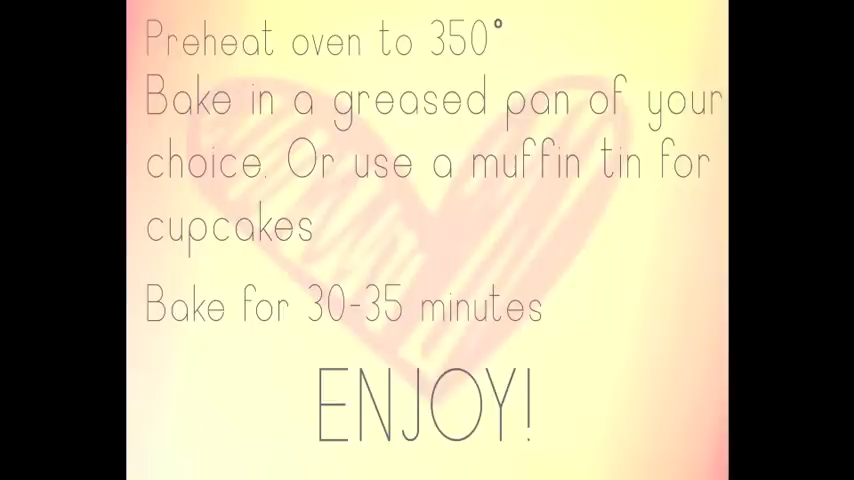 Preheat oven to 350°
Bake in a greased pan of your
choice. Or use a muffin tin for
cupcakes
Bake for 30-35 minutes
ENJOY!